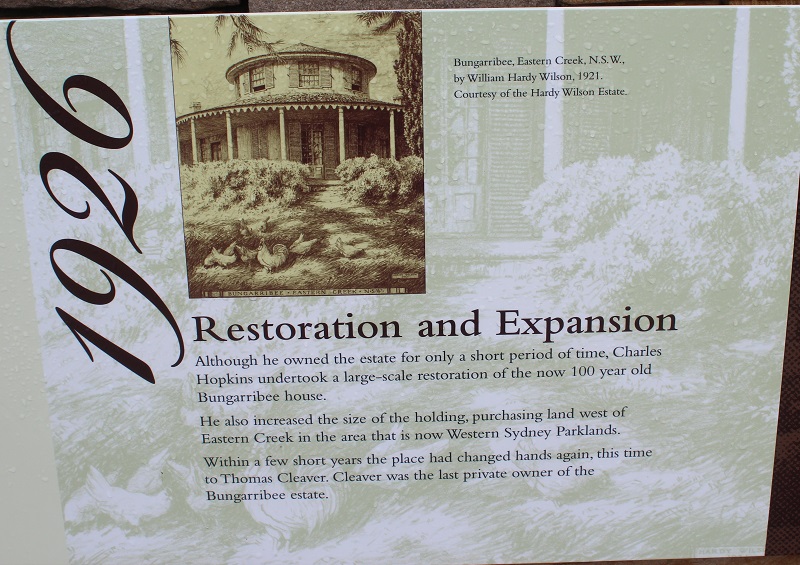 1926
Bungarribee, Eastern Creek, N.S.W.,
by William Hardy Wilson, 1921.
Courtesy of the Hardy Wilson Estate.
BUNGARRIBEE · EASTERN · CREEK · N.S.W.
Restoration and Expansion
Although he owned the estate for only a short period of time, Charles
Hopkins undertook a large-scale restoration of the now 100 year old
Bungarribee house.
He also increased the size of the holding, purchasing land west of
Eastern Creek in the area that is now Western Sydney Parklands.
Within a few short years the place had changed hands again, this time
to Thomas Cleaver. Cleaver was the last private owner of the
Bungarribee estate.